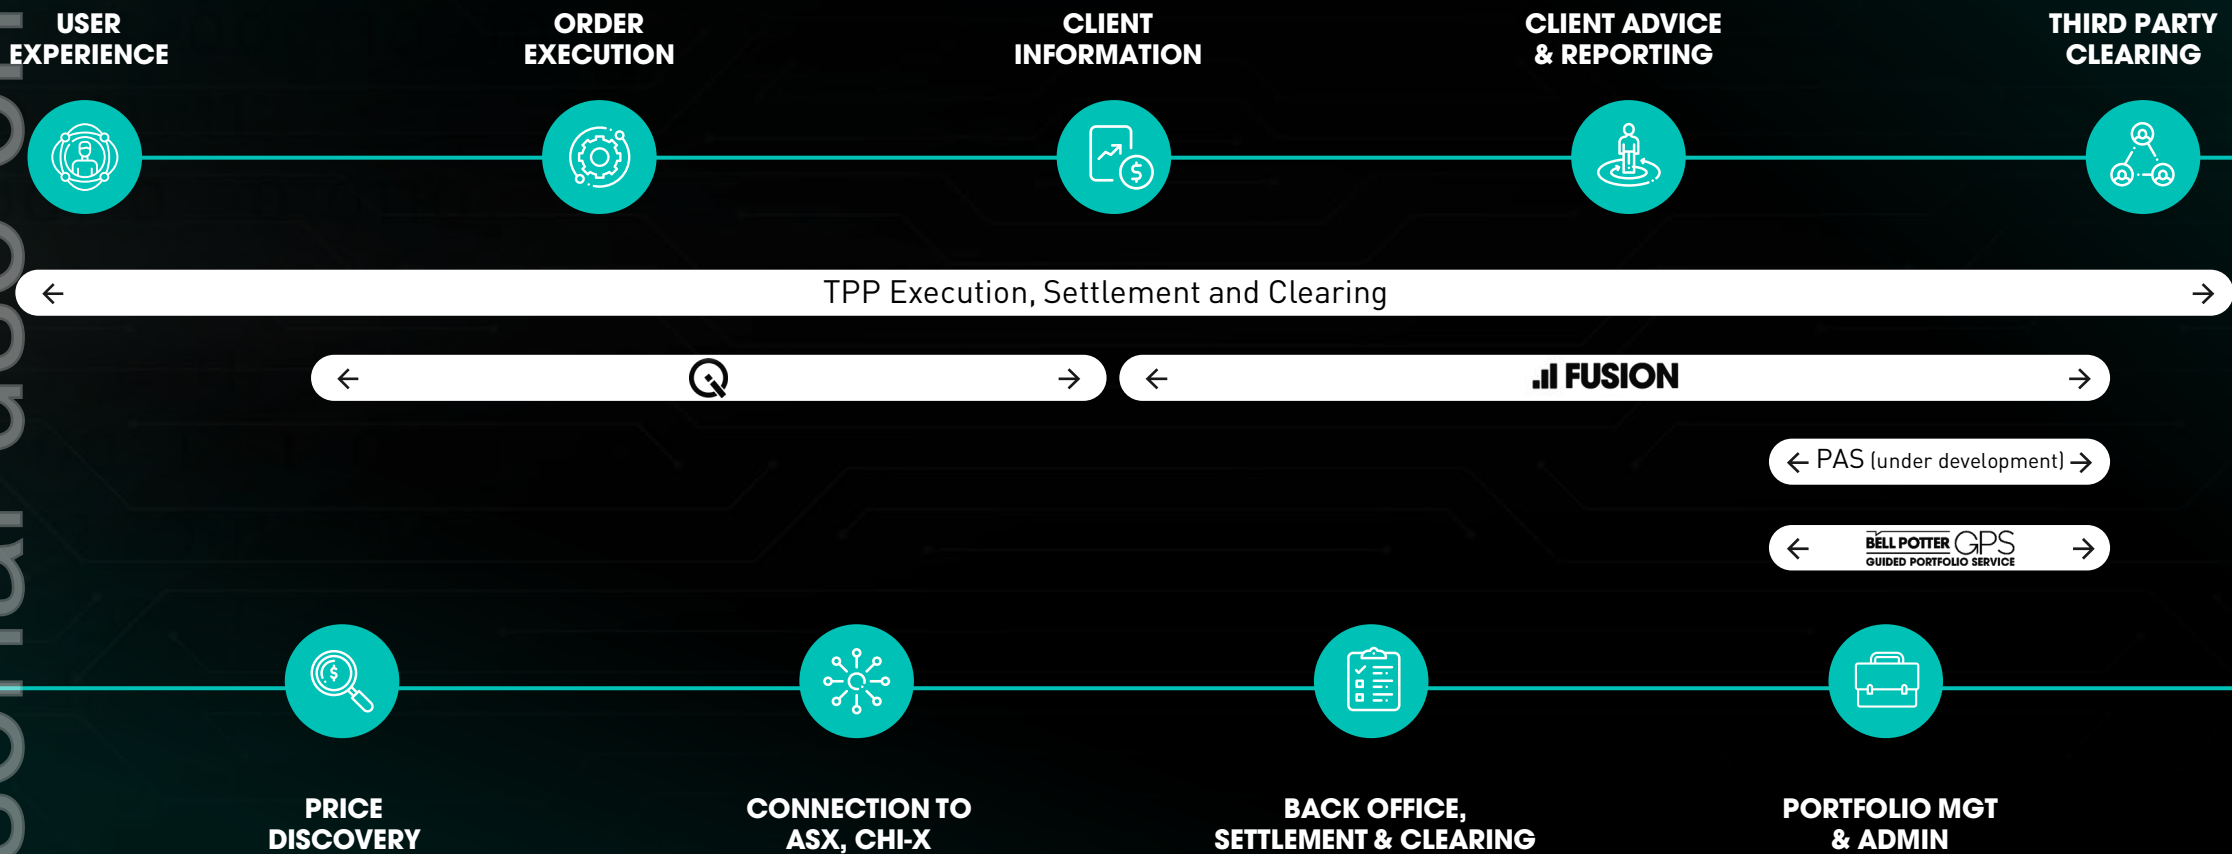 USER
EXPERIENCE
ORDER
EXECUTION
CLIENT
INFORMATION
CLIENT ADVICE
& REPORTING
THIRD PARTY
CLEARING
TPP Execution, Settlement and Clearing
FUSION
PAS (under development)
BELL POTTER GPS
GUIDED PORTFOLIO SERVICE
PRICE
DISCOVERY
CONNECTION TO
ASX, CHI-X
BACK OFFICE,
SETTLEMENT & CLEARING
PORTFOLIO MGT
& ADMIN